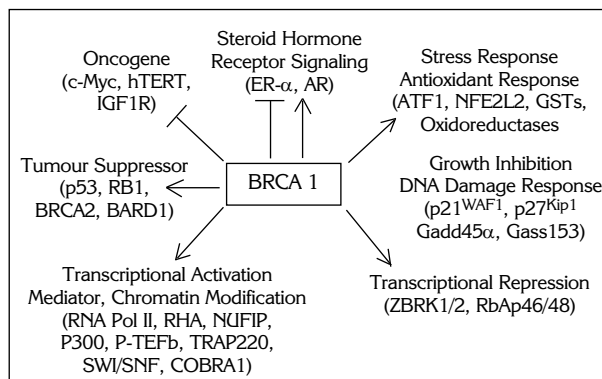 Oncogene
(c-Myc, hTERT,
IGF1R)
Steroid Hormone
Receptor Signaling
(ER-α, AR)
Stress Response
Antioxidant Response
(ATF1, NFE2L2, GSTs,
Oxidoreductases
Tumour Suppressor
(p53, RB1,
BRCA2, BARD1)
BRCA 1
Growth Inhibition
DNA Damage Response
(p21WAF1, p27Kip1
Gadd45α, Gass153)
Transcriptional Activation
Mediator, Chromatin Modification
(RNA Pol II, RHA, NUFIP,
P300, P-TEFb, TRAP220,
SWI/SNF, COBRA1)
Transcriptional Repression
(ZBRK1/2, RbAp46/48)